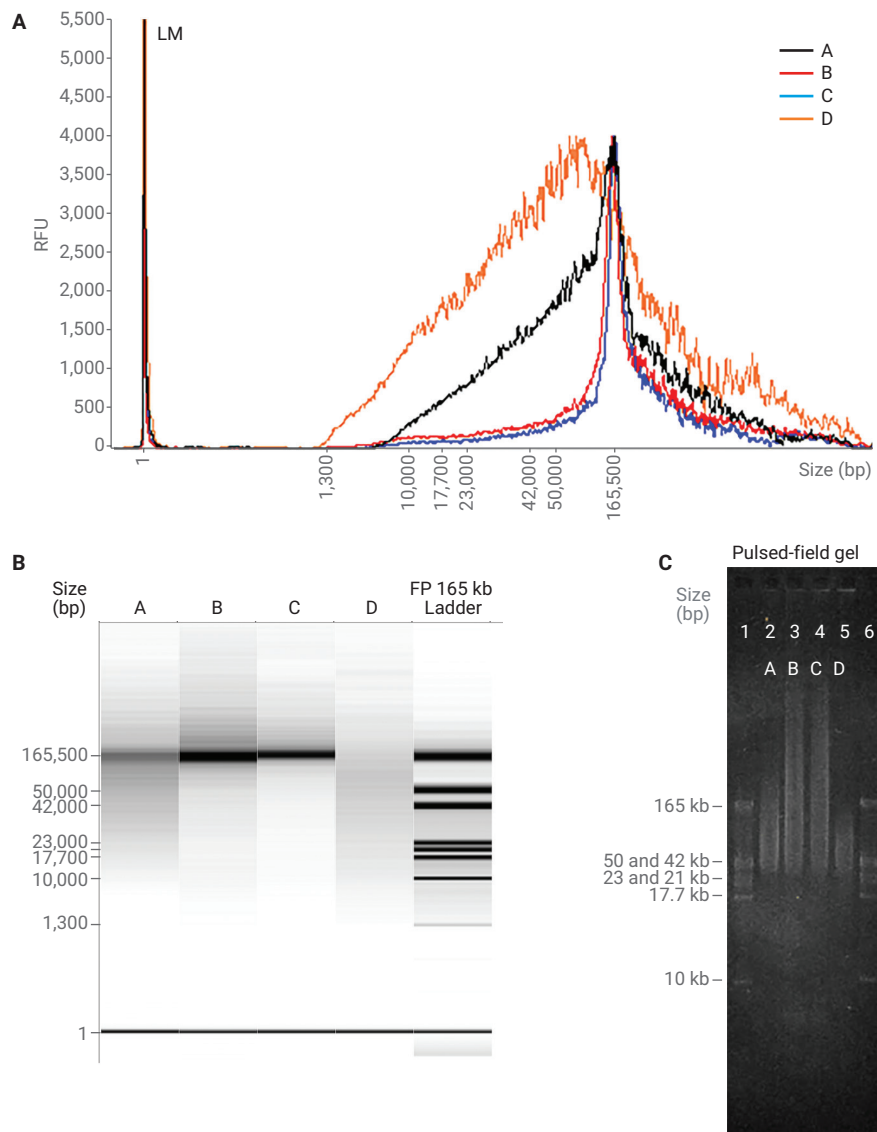 A
LM
5,500
5,000
4,500
4,000
3,500
3,000
2,500
2,000
1,500
1,000
500
0
RFU
A
B
C
D
1
1,300
10,000
17,700
23,000
42,000
50,000
165,500
Size (bp)
B
Size
(bp)
A
B
C
D
FP 165 kb
Ladder
165,500
50,000
42,000
23,000
17,700
10,000
1,300
1
C
Pulsed-field gel
Size
(bp)
1 2 3 4 5 6
A B C D
165 kb
50 and 42 kb
23 and 21 kb
17.7 kb
10 kb